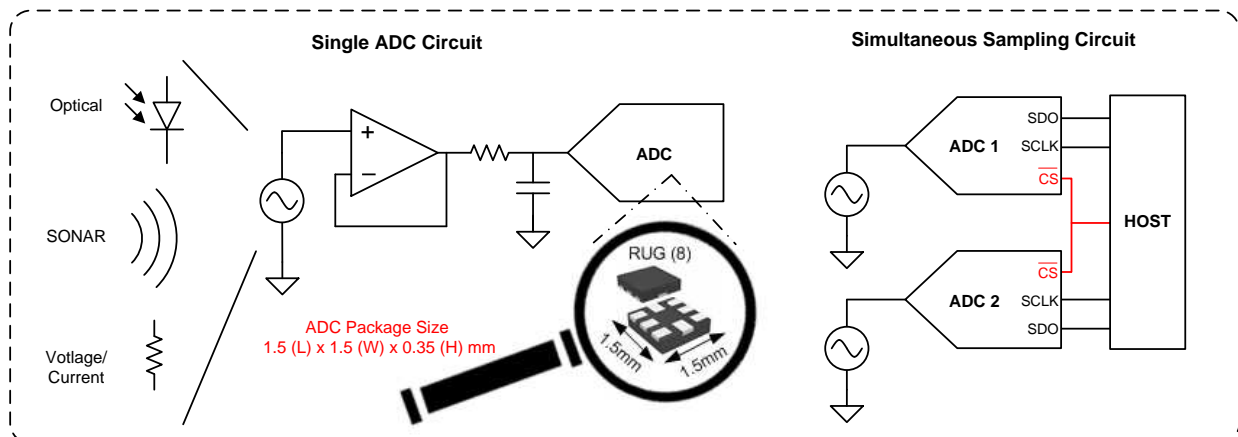 Single ADC Circuit
Simultaneous Sampling Circuit
Optical
SONAR
Votlage/
Current
+
−
ADC
RUG (8)
1.5mm
1.5mm
ADC Package Size
1.5 (L) x 1.5 (W) x 0.35 (H) mm
ADC 1
SDO
SCLK
CS
HOST
ADC 2
CS
SCLK
SDO